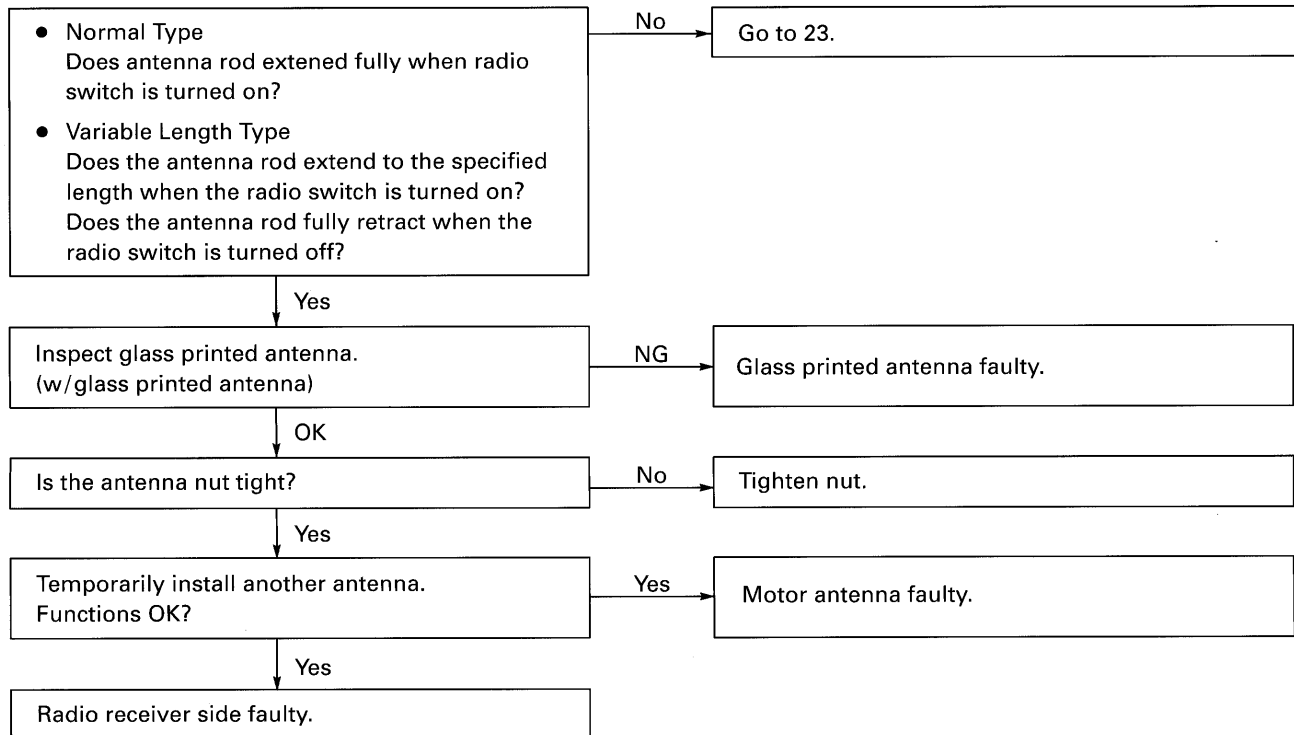 ● Normal Type
Does antenna rod extened fully when radio
switch is turned on?
● Variable Length Type
Does the antenna rod extend to the specified
length when the radio switch is turned on?
Does the antenna rod fully retract when the
radio switch is turned off?
No
Go to 23.
Yes
Inspect glass printed antenna.
(w/glass printed antenna)
NG
Glass printed antenna faulty.
OK
Is the antenna nut tight?
No
Tighten nut.
Yes
Temporarily install another antenna.
Functions OK?
Yes
Motor antenna faulty.
Yes
Radio receiver side faulty.